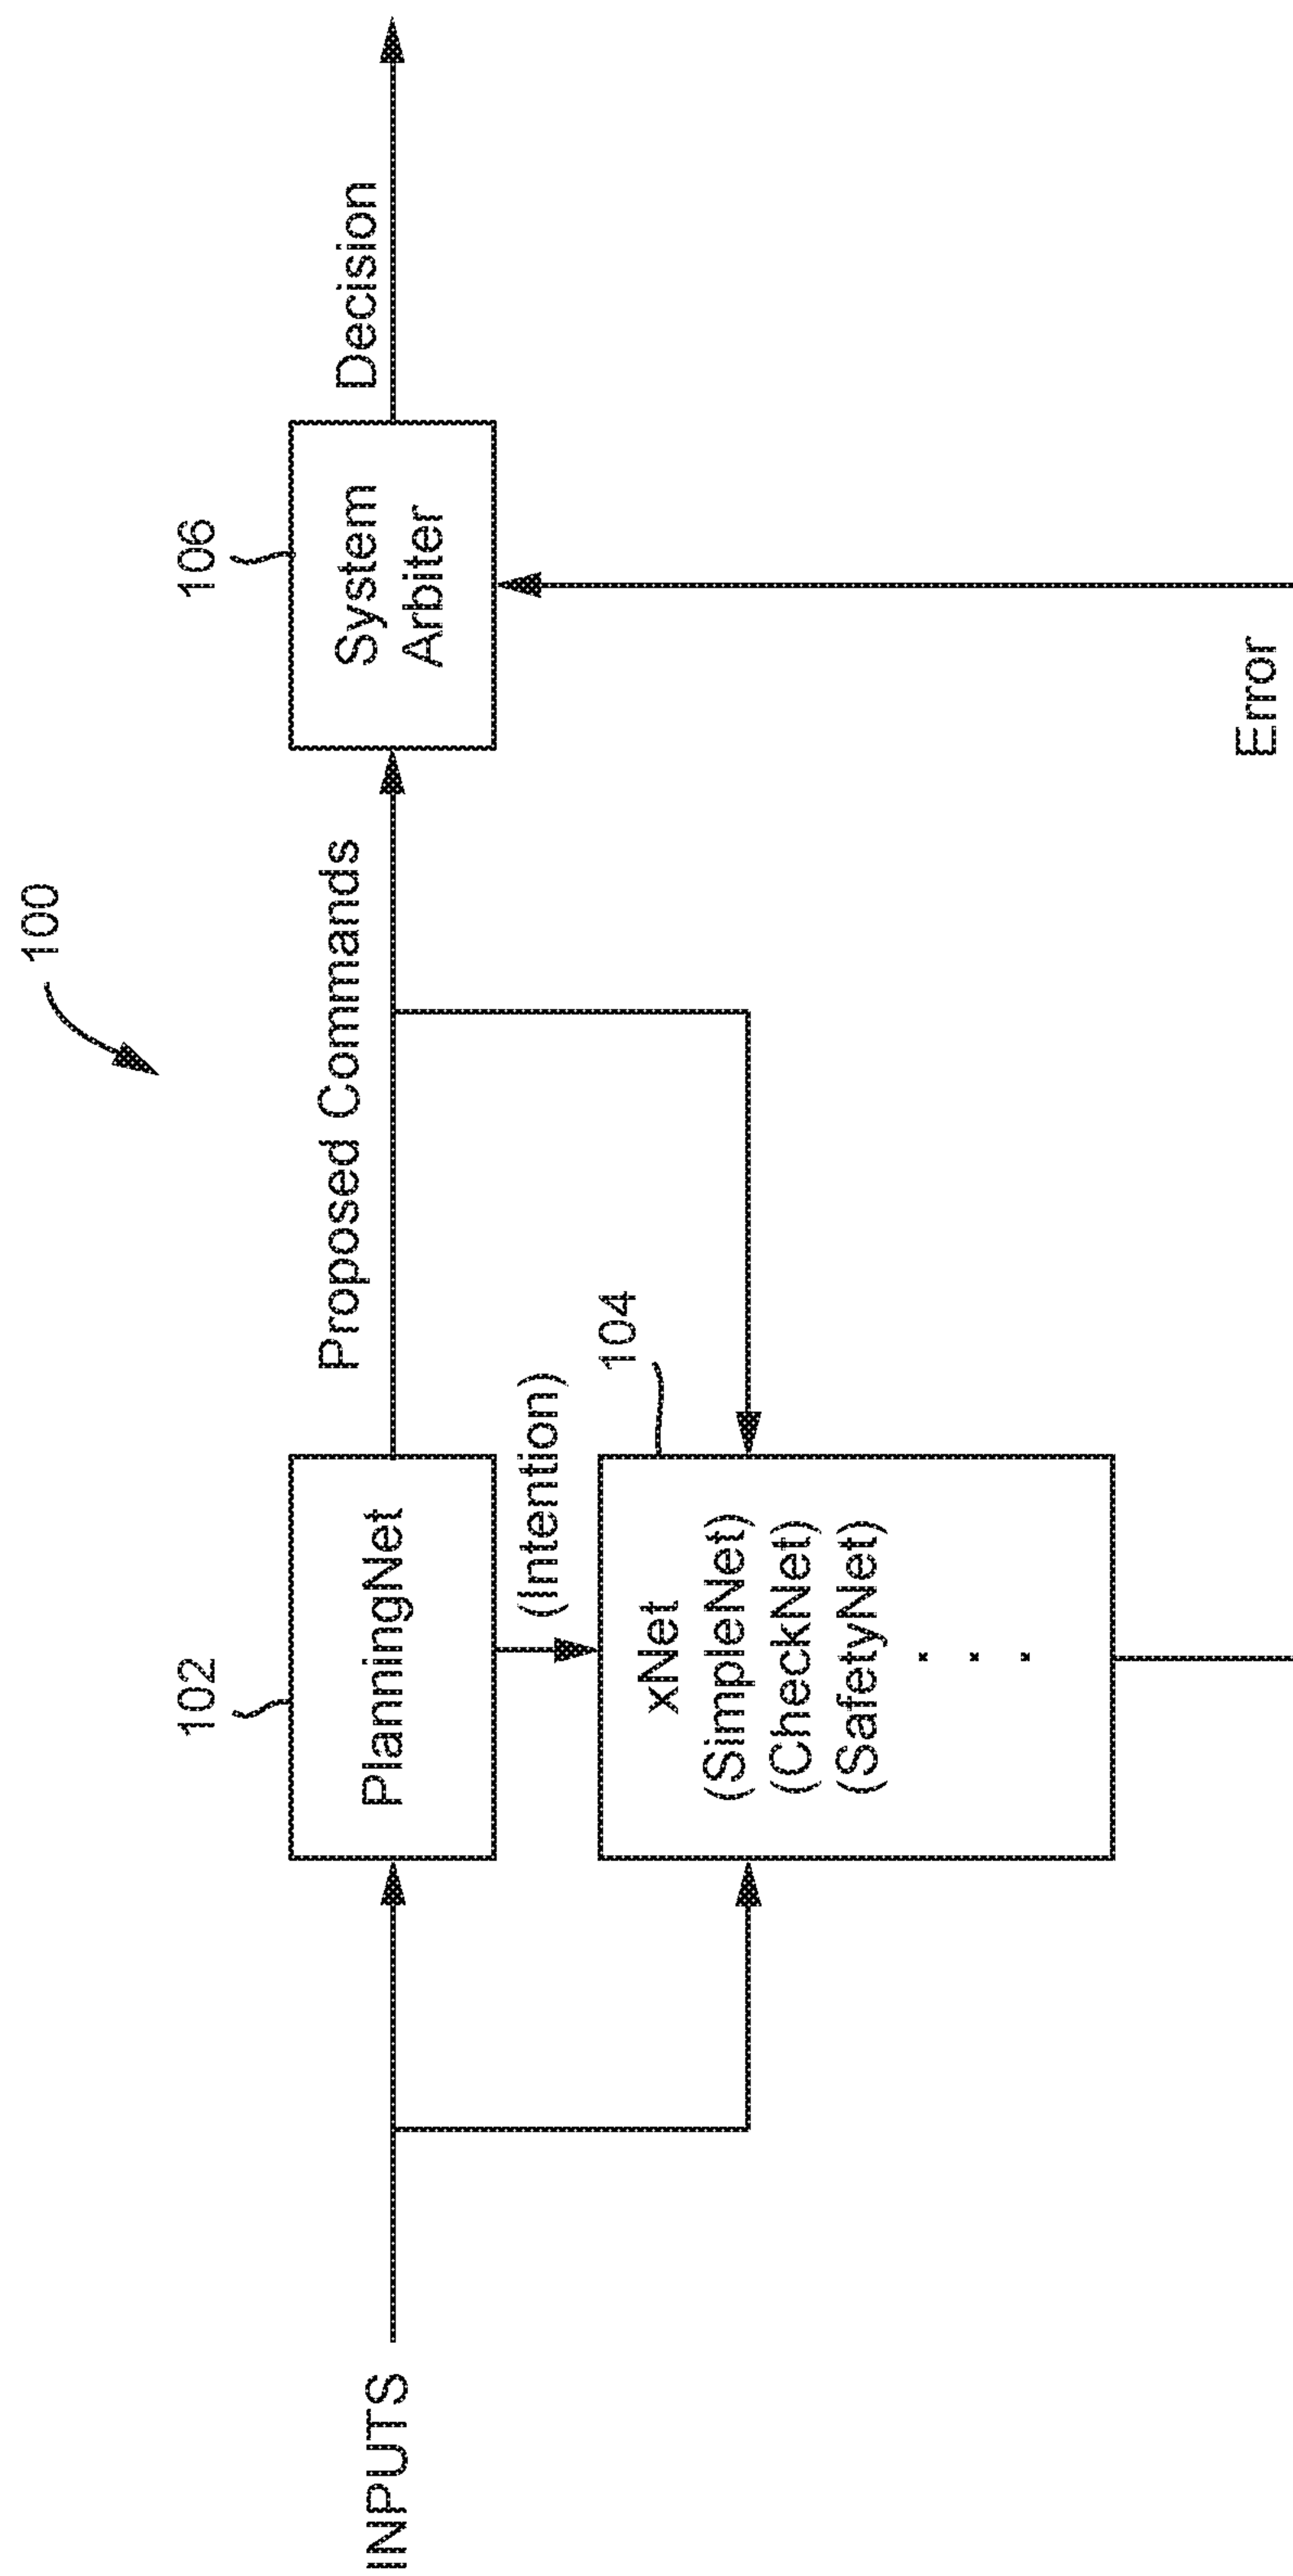 100
INPUTS
102
PlanningNet
(Intention)
104
xNet
(SimpleNet)
(CheckNet)
(SafetyNet)
Proposed Commands
106
System
Arbiter
Decision
Error